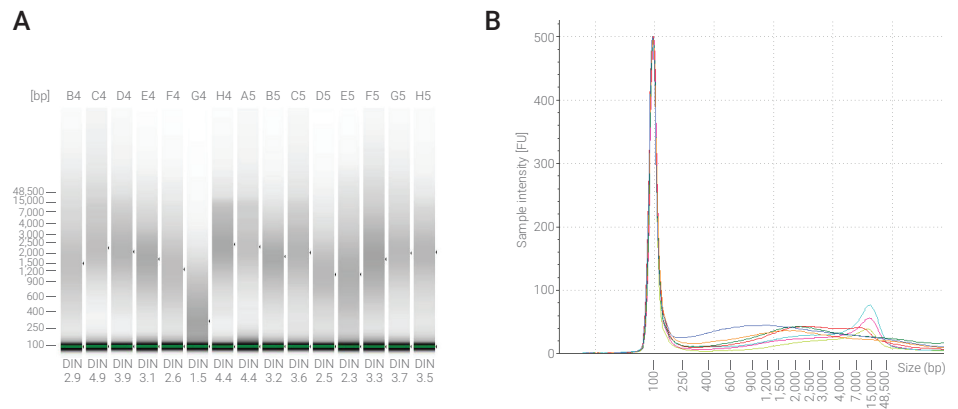 A
[bp] B4 C4 D4 E4 F4 G4 H4 A5 B5 C5 D5 E5 F5 G5 H5
48,500
15,000
7,000
4,000
3,000
2,500
2,000
1,500
1,200
900
600
400
250
100
DIN DIN DIN DIN DIN DIN DIN DIN DIN DIN DIN DIN DIN DIN DIN
2.9 4.9 3.9 3.1 2.6 1.5 4.4 4.4 3.2 3.6 2.5 2.3 3.3 3.7 3.5
B
Sample intensity [FU]
500
400
300
200
100
0
100 250 400 600 900 1,200 1,500 2,000 2,500 3,000 4,000 7,000 15,000 48,500
Size (bp)